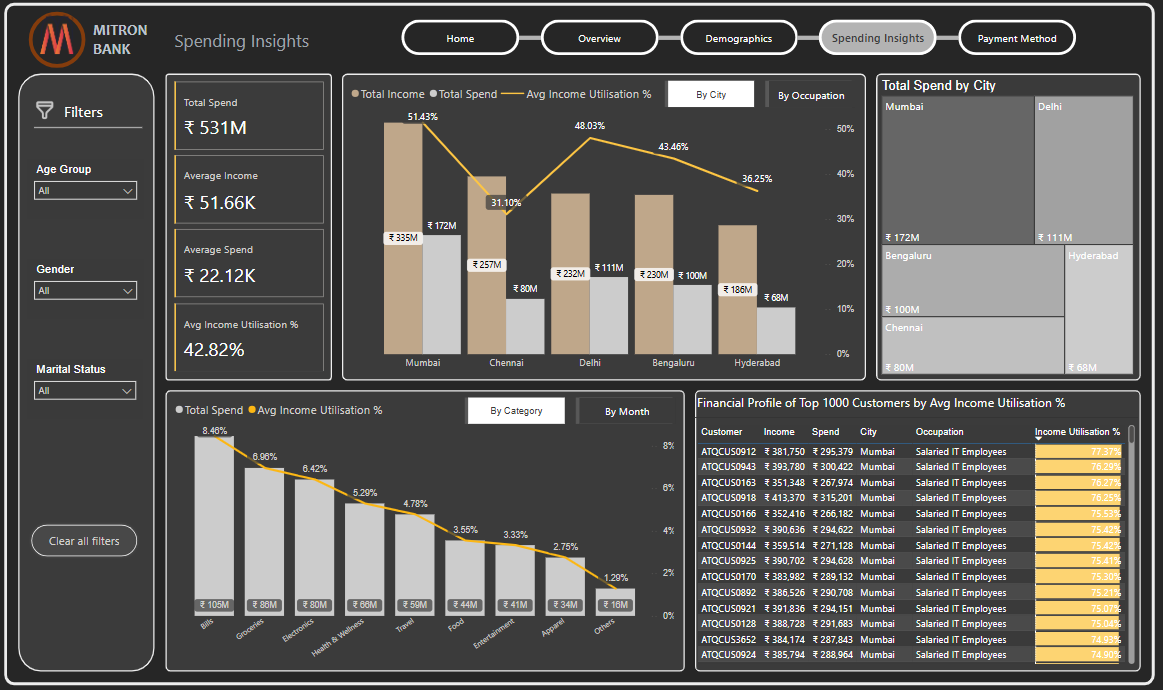 MITRON
BANK
Spending Insights
Home
Overview
Demographics
Spending Insights
Payment Method
Filters
Age Group
All
Gender
All
Marital Status
All
Clear all filters
Total Spend
₹ 531M
Average Income
₹ 51.66K
Average Spend
₹ 22.12K
Avg Income Utilisation %
42.82%
Total Income Total Spend Avg Income Utilisation %
By City
By Occupation
51.43%
31.10%
48.03%
43.46%
36.25%
₹ 335M
₹ 172M
₹ 257M
₹ 80M
₹ 232M
₹ 111M
₹ 230M
₹ 100M
₹ 186M
₹ 68M
50%
40%
30%
20%
10%
0%
Mumbai
Chennai
Delhi
Bengaluru
Hyderabad
Total Spend by City
Mumbai
₹ 172M
Delhi
₹ 111M
Bengaluru
₹ 100M
Chennai
₹ 80M
Hyderabad
₹ 68M
Total Spend Avg Income Utilisation %
By Category
By Month
8.46%
6.96%
6.42%
5.29%
4.78%
3.55%
3.33%
2.75%
1.29%
₹ 105M
₹ 86M
₹ 80M
₹ 66M
₹ 59M
₹ 44M
₹ 41M
₹ 34M
₹ 16M
8%
6%
4%
2%
0%
Bills
Groceries
Electronics
Health & Wellness
Travel
Food
Entertainment
Apparel
Others
Financial Profile of Top 1000 Customers by Avg Income Utilisation %
Customer Income Spend City Occupation Income Utilisation %
ATQCUS0912 ₹ 381,750 ₹ 295,379 Mumbai Salaried IT Employees 77.37%
ATQCUS0943 ₹ 393,780 ₹ 300,422 Mumbai Salaried IT Employees 76.29%
ATQCUS0163 ₹ 351,348 ₹ 267,974 Mumbai Salaried IT Employees 76.27%
ATQCUS0918 ₹ 413,370 ₹ 315,201 Mumbai Salaried IT Employees 76.25%
ATQCUS0166 ₹ 352,416 ₹ 266,182 Mumbai Salaried IT Employees 75.53%
ATQCUS0932 ₹ 390,636 ₹ 294,622 Mumbai Salaried IT Employees 75.42%
ATQCUS0144 ₹ 359,514 ₹ 271,128 Mumbai Salaried IT Employees 75.42%
ATQCUS0925 ₹ 390,702 ₹ 294,628 Mumbai Salaried IT Employees 75.41%
ATQCUS0170 ₹ 383,982 ₹ 289,132 Mumbai Salaried IT Employees 75.30%
ATQCUS0892 ₹ 386,526 ₹ 290,708 Mumbai Salaried IT Employees 75.21%
ATQCUS0921 ₹ 391,836 ₹ 294,151 Mumbai Salaried IT Employees 75.07%
ATQCUS0128 ₹ 388,728 ₹ 291,683 Mumbai Salaried IT Employees 75.04%
ATQCUS3652 ₹ 384,174 ₹ 287,843 Mumbai Salaried IT Employees 74.93%
ATQCUS0924 ₹ 385,794 ₹ 288,964 Mumbai Salaried IT Employees 74.90%